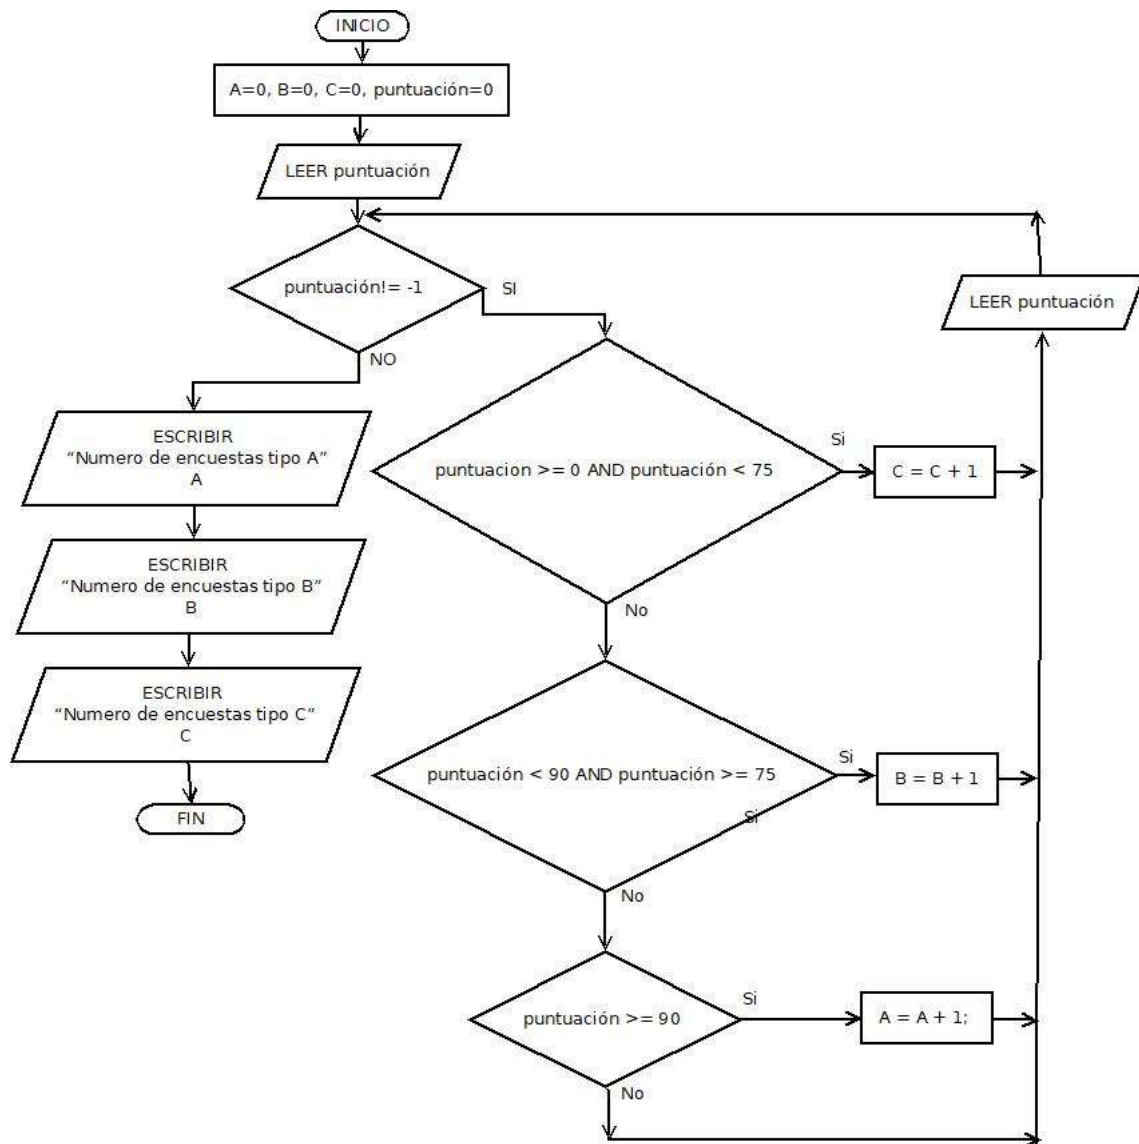 INICIO
A=0, B=0, C=0, puntuación=0
LEER puntuación
puntuación!= -1
SI
NO
LEER puntuación
ESCRIBIR
“Numero de encuestas tipo A”
A
puntuacion >= 0 AND puntuación < 75
Si
C = C + 1
No
ESCRIBIR
“Numero de encuestas tipo B”
B
ESCRIBIR
“Numero de encuestas tipo C”
C
FIN
puntuación < 90 AND puntuación >= 75
Si
B = B + 1
Si
No
puntuación >= 90
Si
A = A + 1;
No